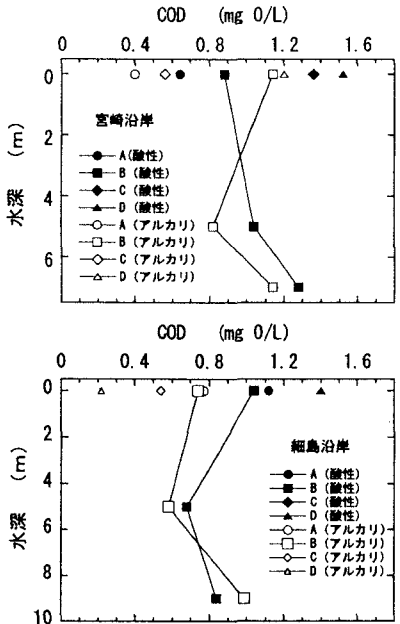 COD (mg O/L)
0 0.4 0.8 1.2 1.6
0
2
4
6
水深 (m)
宮崎沿岸
A(酸性)
B (酸性)
C (酸性)
D (酸性)
A (アルカリ)
B (アルカリ)
C (アルカリ)
D (アルカリ)
COD (mg O/L)
0 0.4 0.8 1.2 1.6
0
2
4
6
8
10
水深 (m)
細島沿岸
A (酸性)
B (酸性)
C (酸性)
D (酸性)
A (アルカリ)
B (アルカリ)
C (アルカリ)
D (アルカリ)